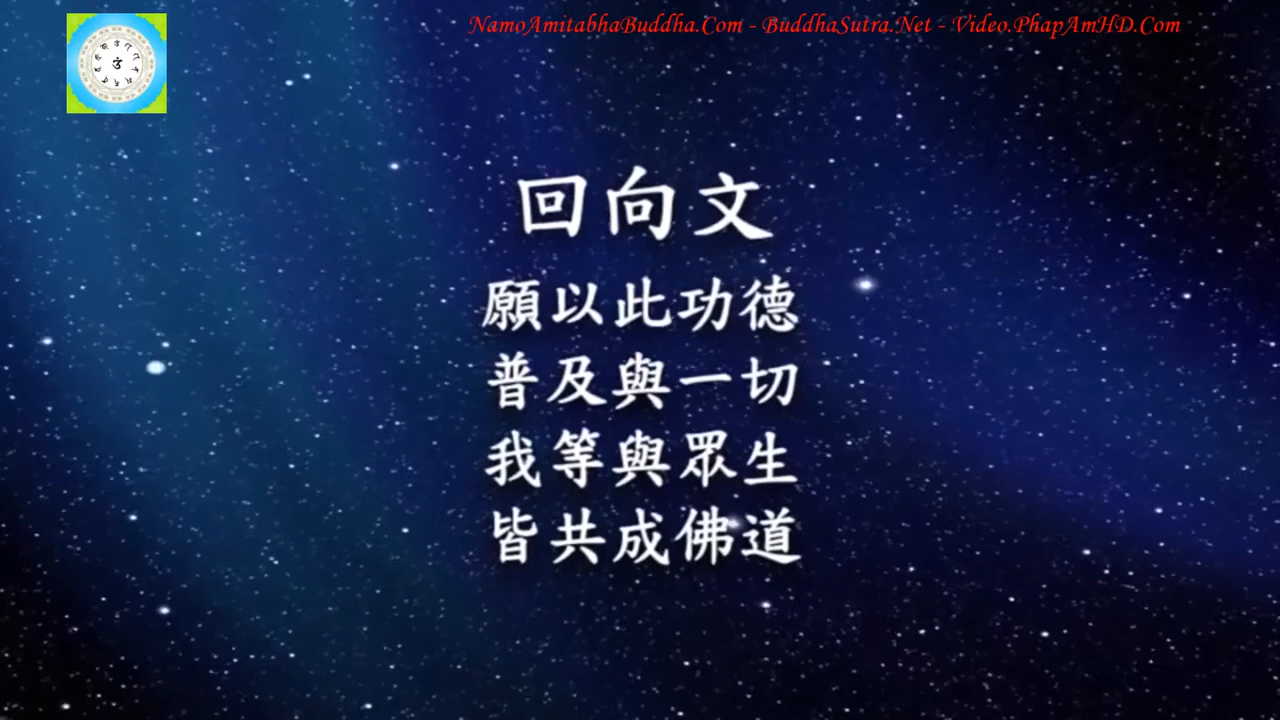 NamoAmitabhaBuddha.Com - BuddhaSutra.Net - Video.PhapAmHD.Com
回向文
願以此功德
普及與一切
我等與眾生
皆共成佛道